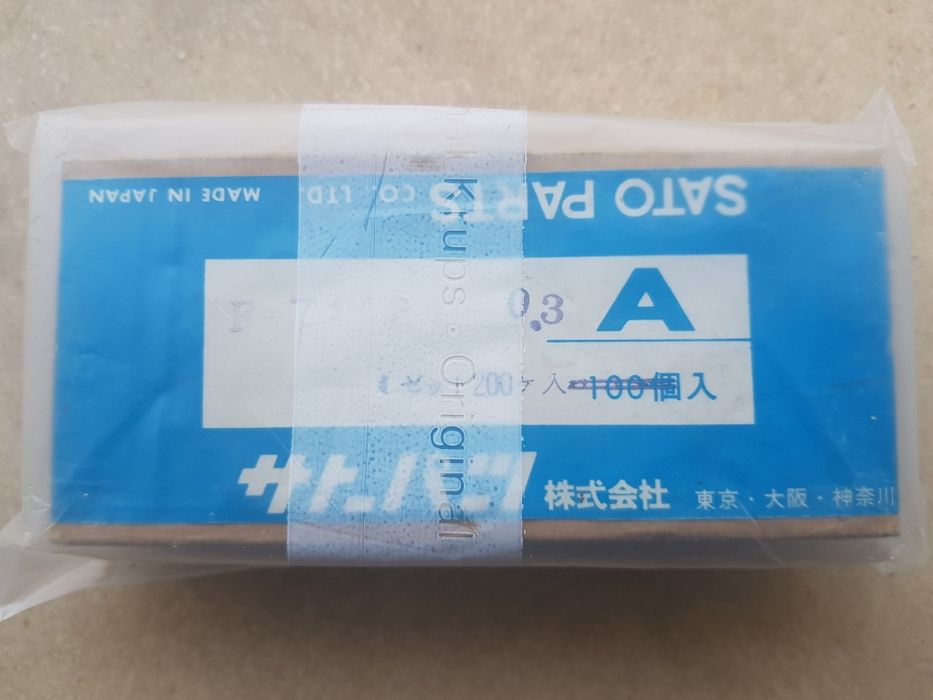 SATO PARTS CO. LTD. MADE IN JAPAN
0.3 A
200ヶ入 100個入
サトーパーツ 株式会社 東京・大阪・神奈川
Krups · Original